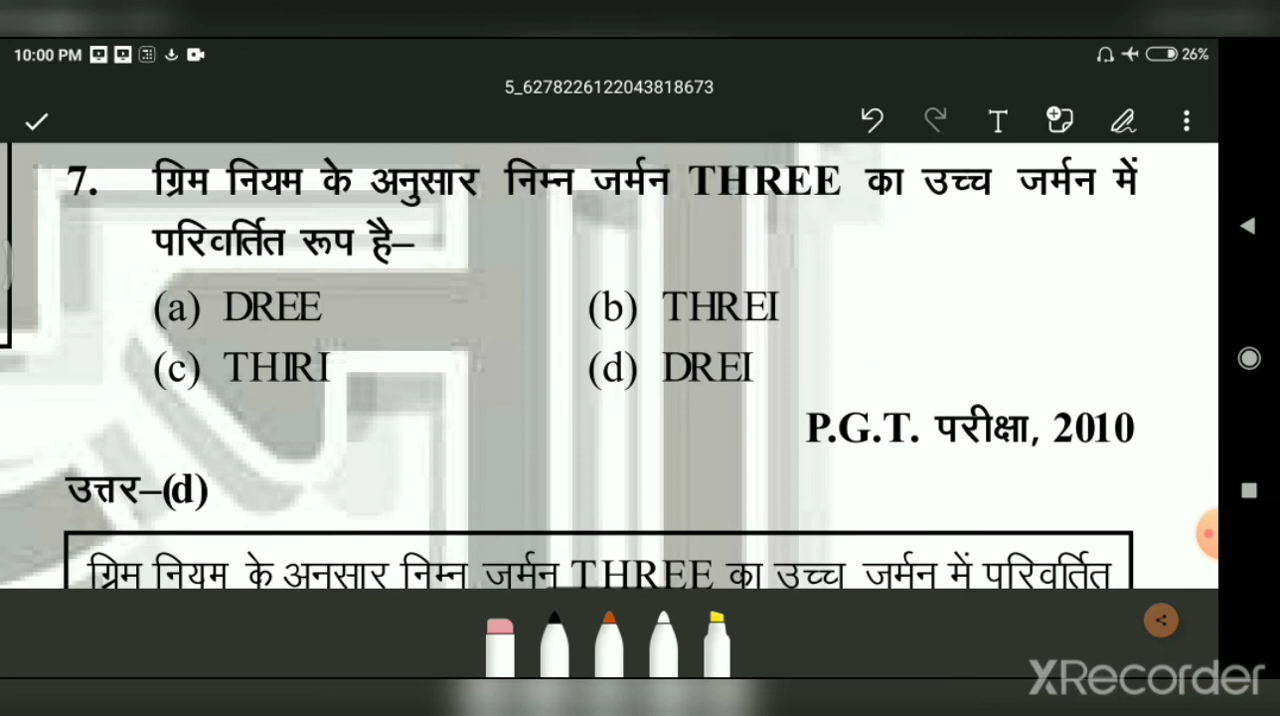 10:00 PM 26%
5_6278226122043818673
7. ग्रिम नियम के अनुसार निम्न जर्मन THREE का उच्च जर्मन में
परिवर्तित रूप है–
(a) DREE (b) THREI
(c) THIRI (d) DREI
P.G.T. परीक्षा, 2010
उत्तर–(d)
ग्रिम नियम के अनुसार निम्न जर्मन THREE का उच्च जर्मन में परिवर्तित
XRecorder